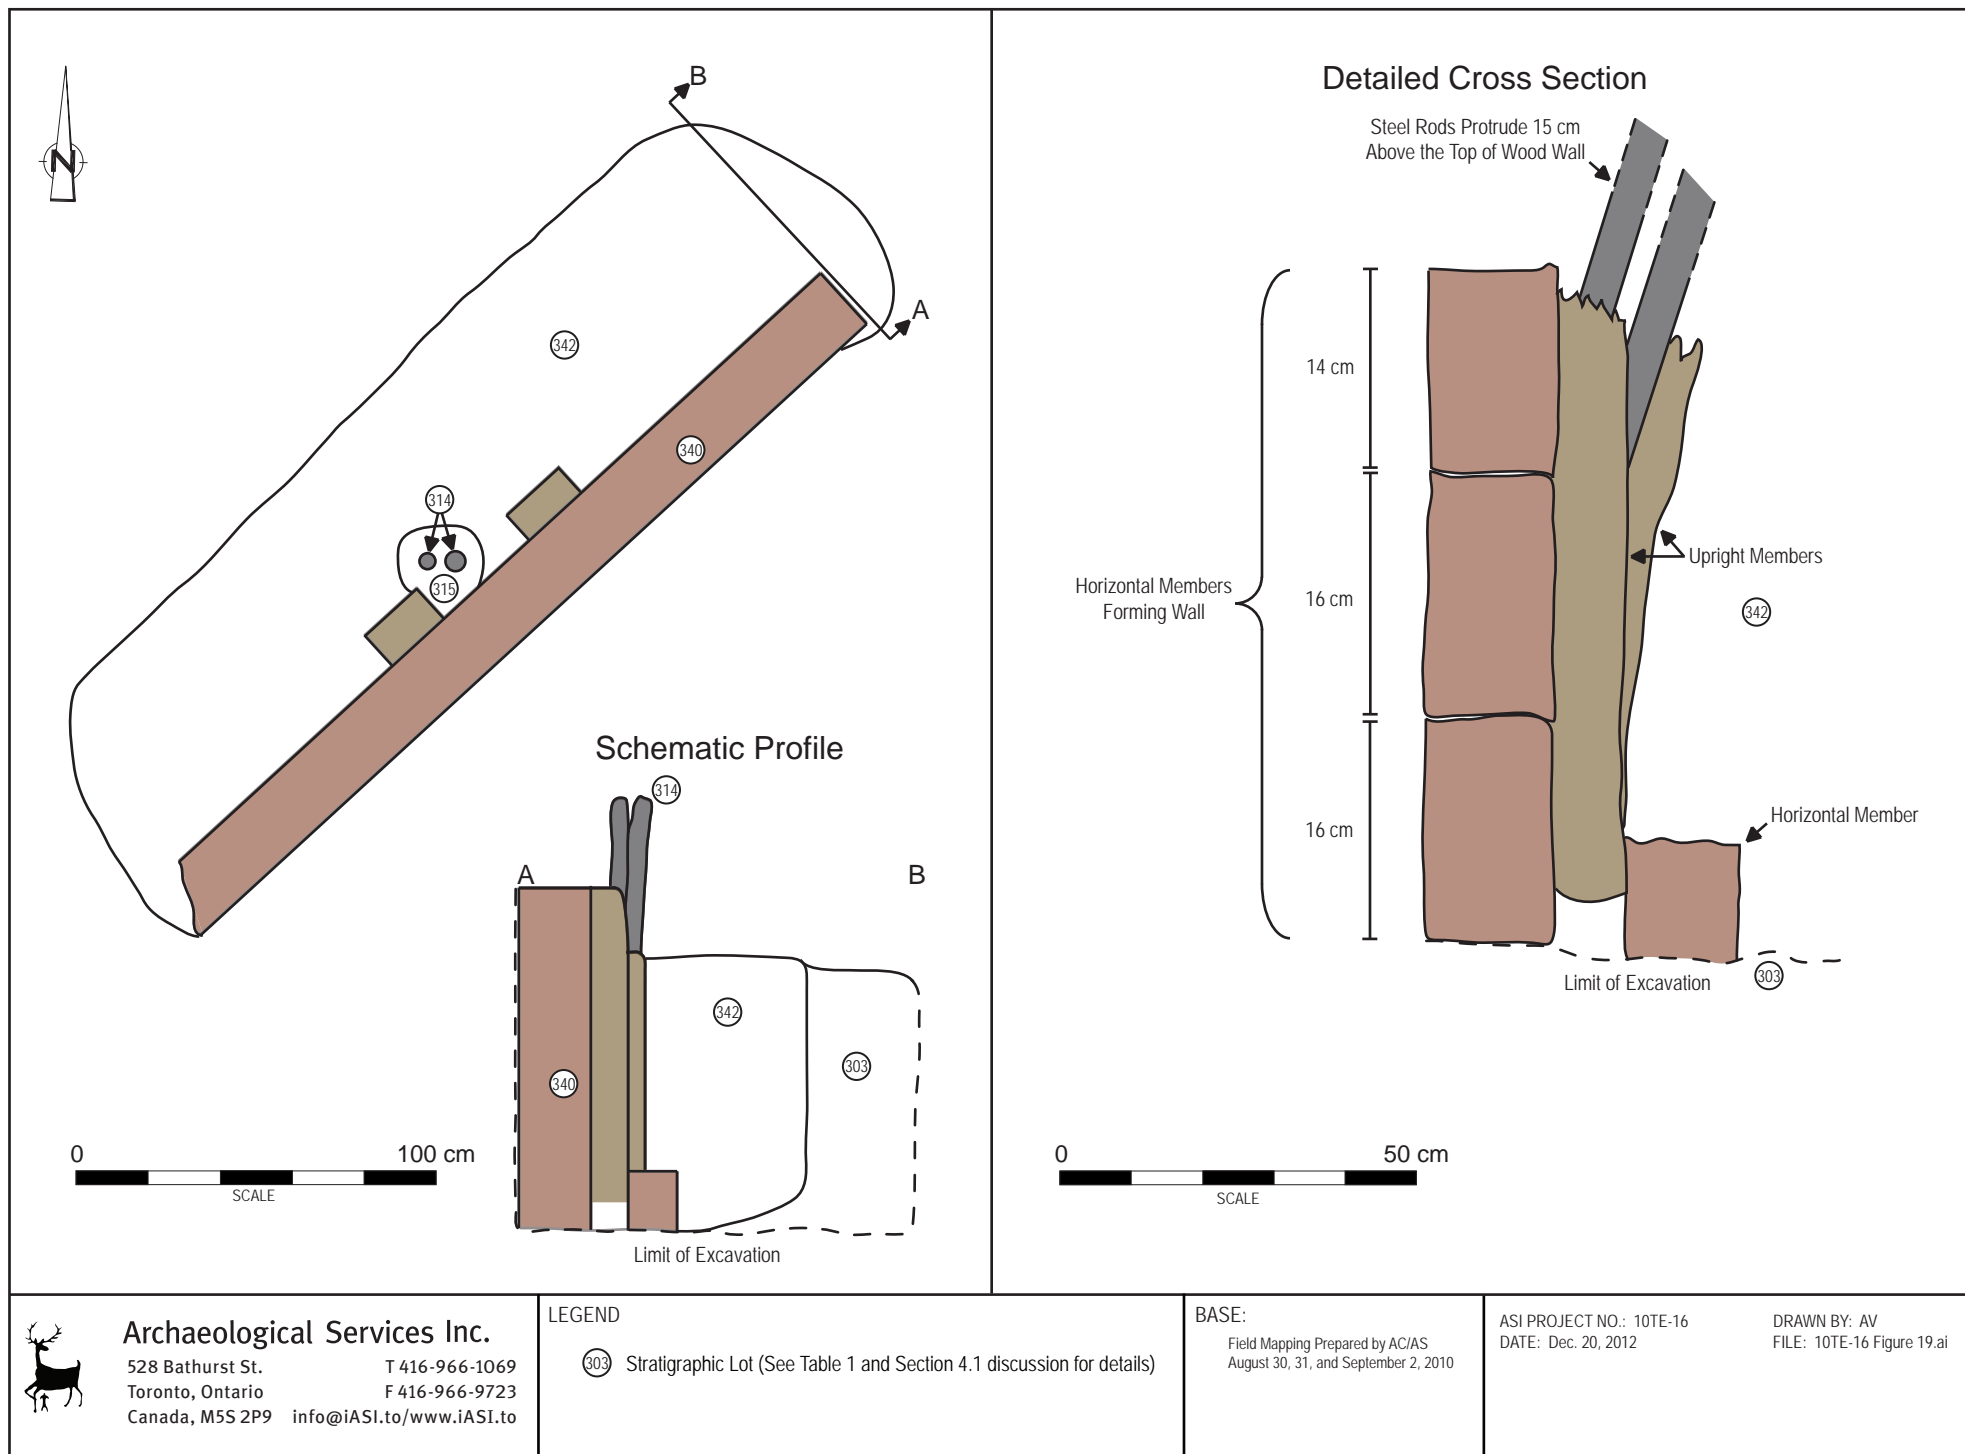 B
N
A
342
340
314
315
Schematic Profile
314
A
B
342
303
340
0 100 cm
SCALE
Limit of Excavation
Detailed Cross Section
Steel Rods Protrude 15 cm
Above the Top of Wood Wall
14 cm
16 cm
16 cm
Horizontal Members
Forming Wall
Upright Members
342
Horizontal Member
Limit of Excavation
303
0 50 cm
SCALE
Archaeological Services Inc.
528 Bathurst St. T 416-966-1069
Toronto, Ontario F 416-966-9723
Canada, M5S 2P9 info@iASI.to/www.iASI.to
LEGEND
303 Stratigraphic Lot (See Table 1 and Section 4.1 discussion for details)
BASE:
Field Mapping Prepared by AC/AS
August 30, 31, and September 2, 2010
ASI PROJECT NO.: 10TE-16
DATE: Dec. 20, 2012
DRAWN BY: AV
FILE: 10TE-16 Figure 19.ai